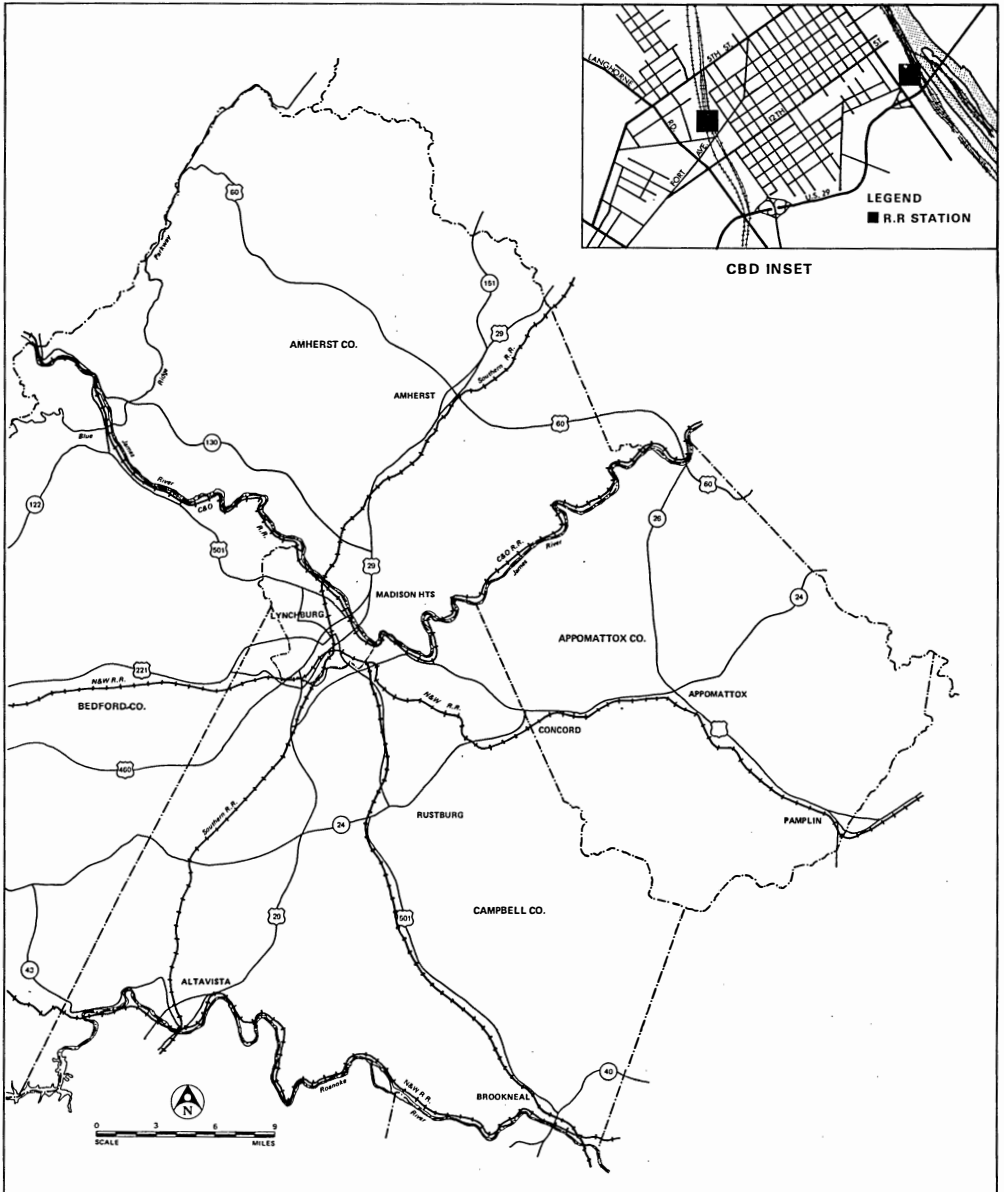 LANGHORNE
RD.
5TH ST.
ST.
12TH
FORT AVE.
U.S. 29
LEGEND
R.R STATION
CBD INSET
60
Parkway
151
29
AMHERST CO.
Southern R.R.
Ridge
AMHERST
60
130
Blue
James
River
60
122
C&O
R.R.
26
501
C&O R.R.
James River
29
24
MADISON HTS
LYNCHBURG
APPOMATTOX CO.
221
N&W R.R.
APPOMATTOX
N&W R.R.
BEDFORD CO.
CONCORD
460
Southern R.R.
RUSTBURG
24
PAMPLIN
CAMPBELL CO.
29
501
43
ALTAVISTA
40
Roanoke
N&W R.R.
River
BROOKNEAL
N
0 3 6 9
SCALE MILES